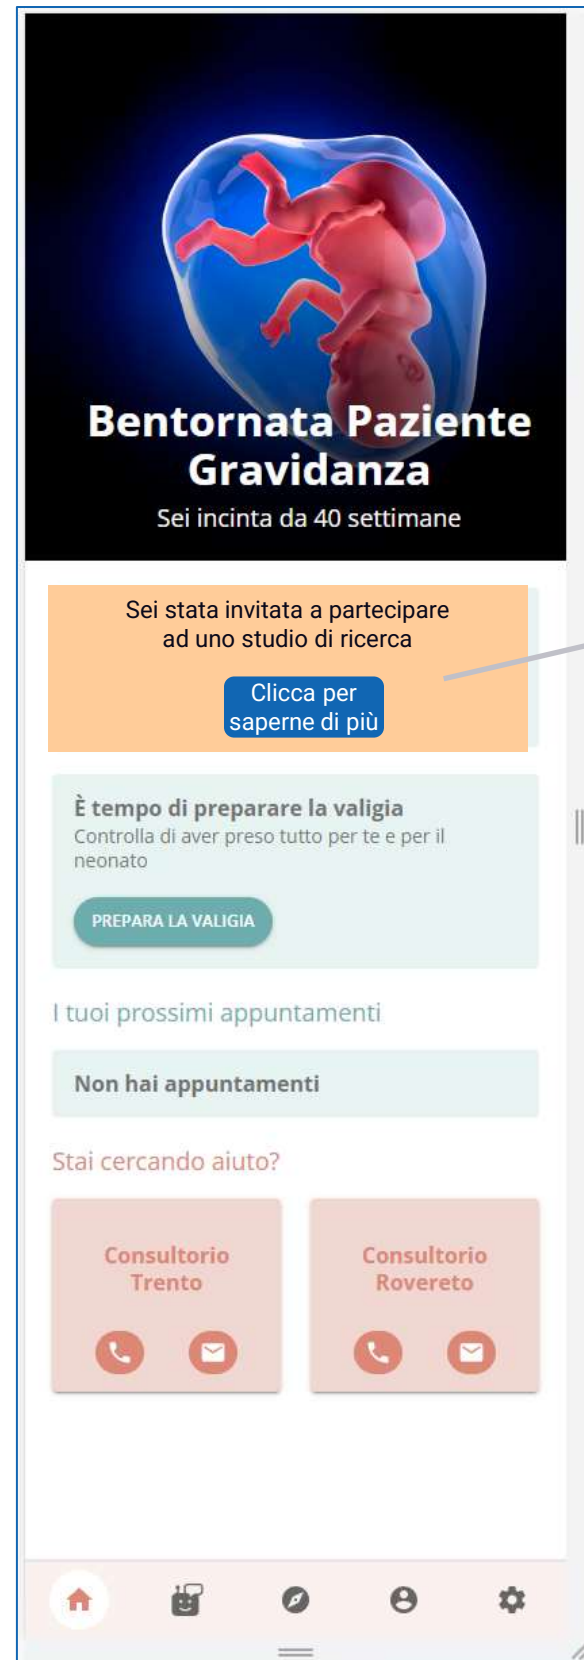 Bentornata Paziente
Gravidanza
Sei incinta da 40 settimane
Sei stata invitata a partecipare
ad uno studio di ricerca
Clicca per
saperne di più
È tempo di preparare la valigia
Controlla di aver preso tutto per te e per il
neonato
PREPARA LA VALIGIA
I tuoi prossimi appuntamenti
Non hai appuntamenti
Stai cercando aiuto?
Consultorio
Trento
Consultorio
Rovereto